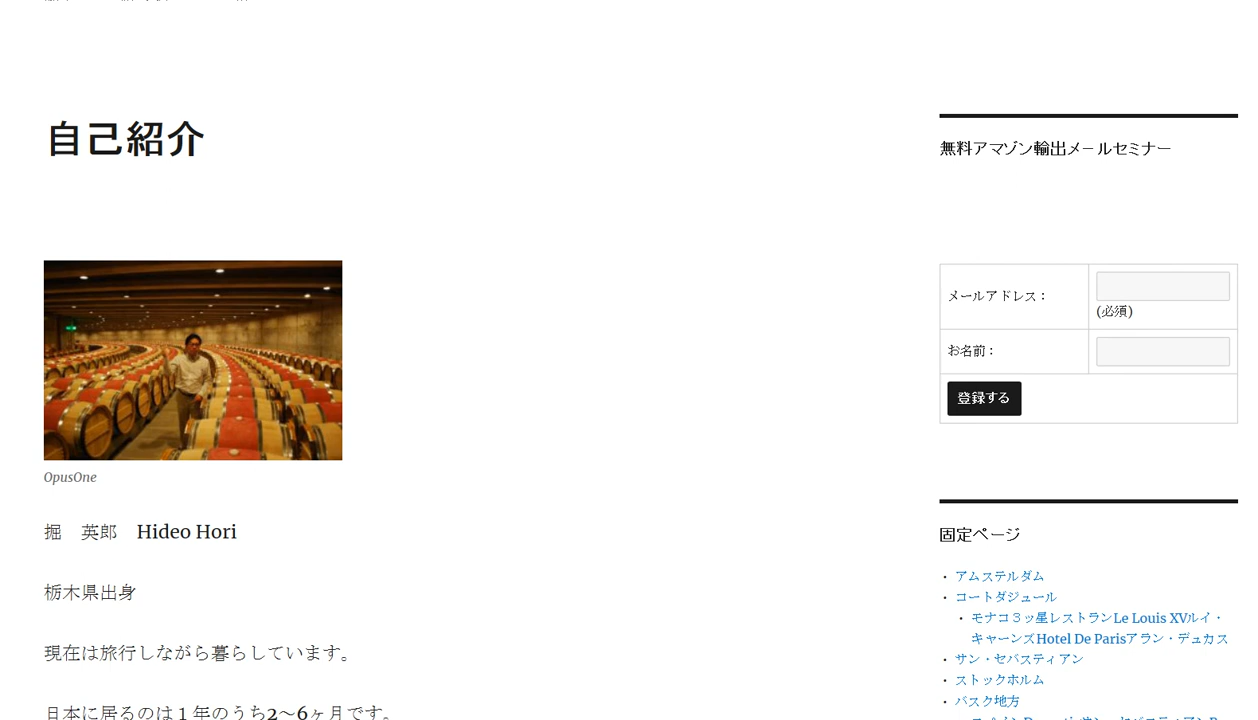 自己紹介
OpusOne
掘　英郎　Hideo Hori
栃木県出身
現在は旅行しながら暮らしています。
日本に居るのは１年のうち2～6ヶ月です。
無料アマゾン輸出メールセミナー
メールアドレス：
(必須)
お名前：
登録する
固定ページ
・ アムステルダム
・ コートダジュール
・ モナコ３ッ星レストランLe Louis XVルイ・
キャーンズHotel De Parisアラン・デュカス
・ サン・セバスティアン
・ ストックホルム
・ バスク地方